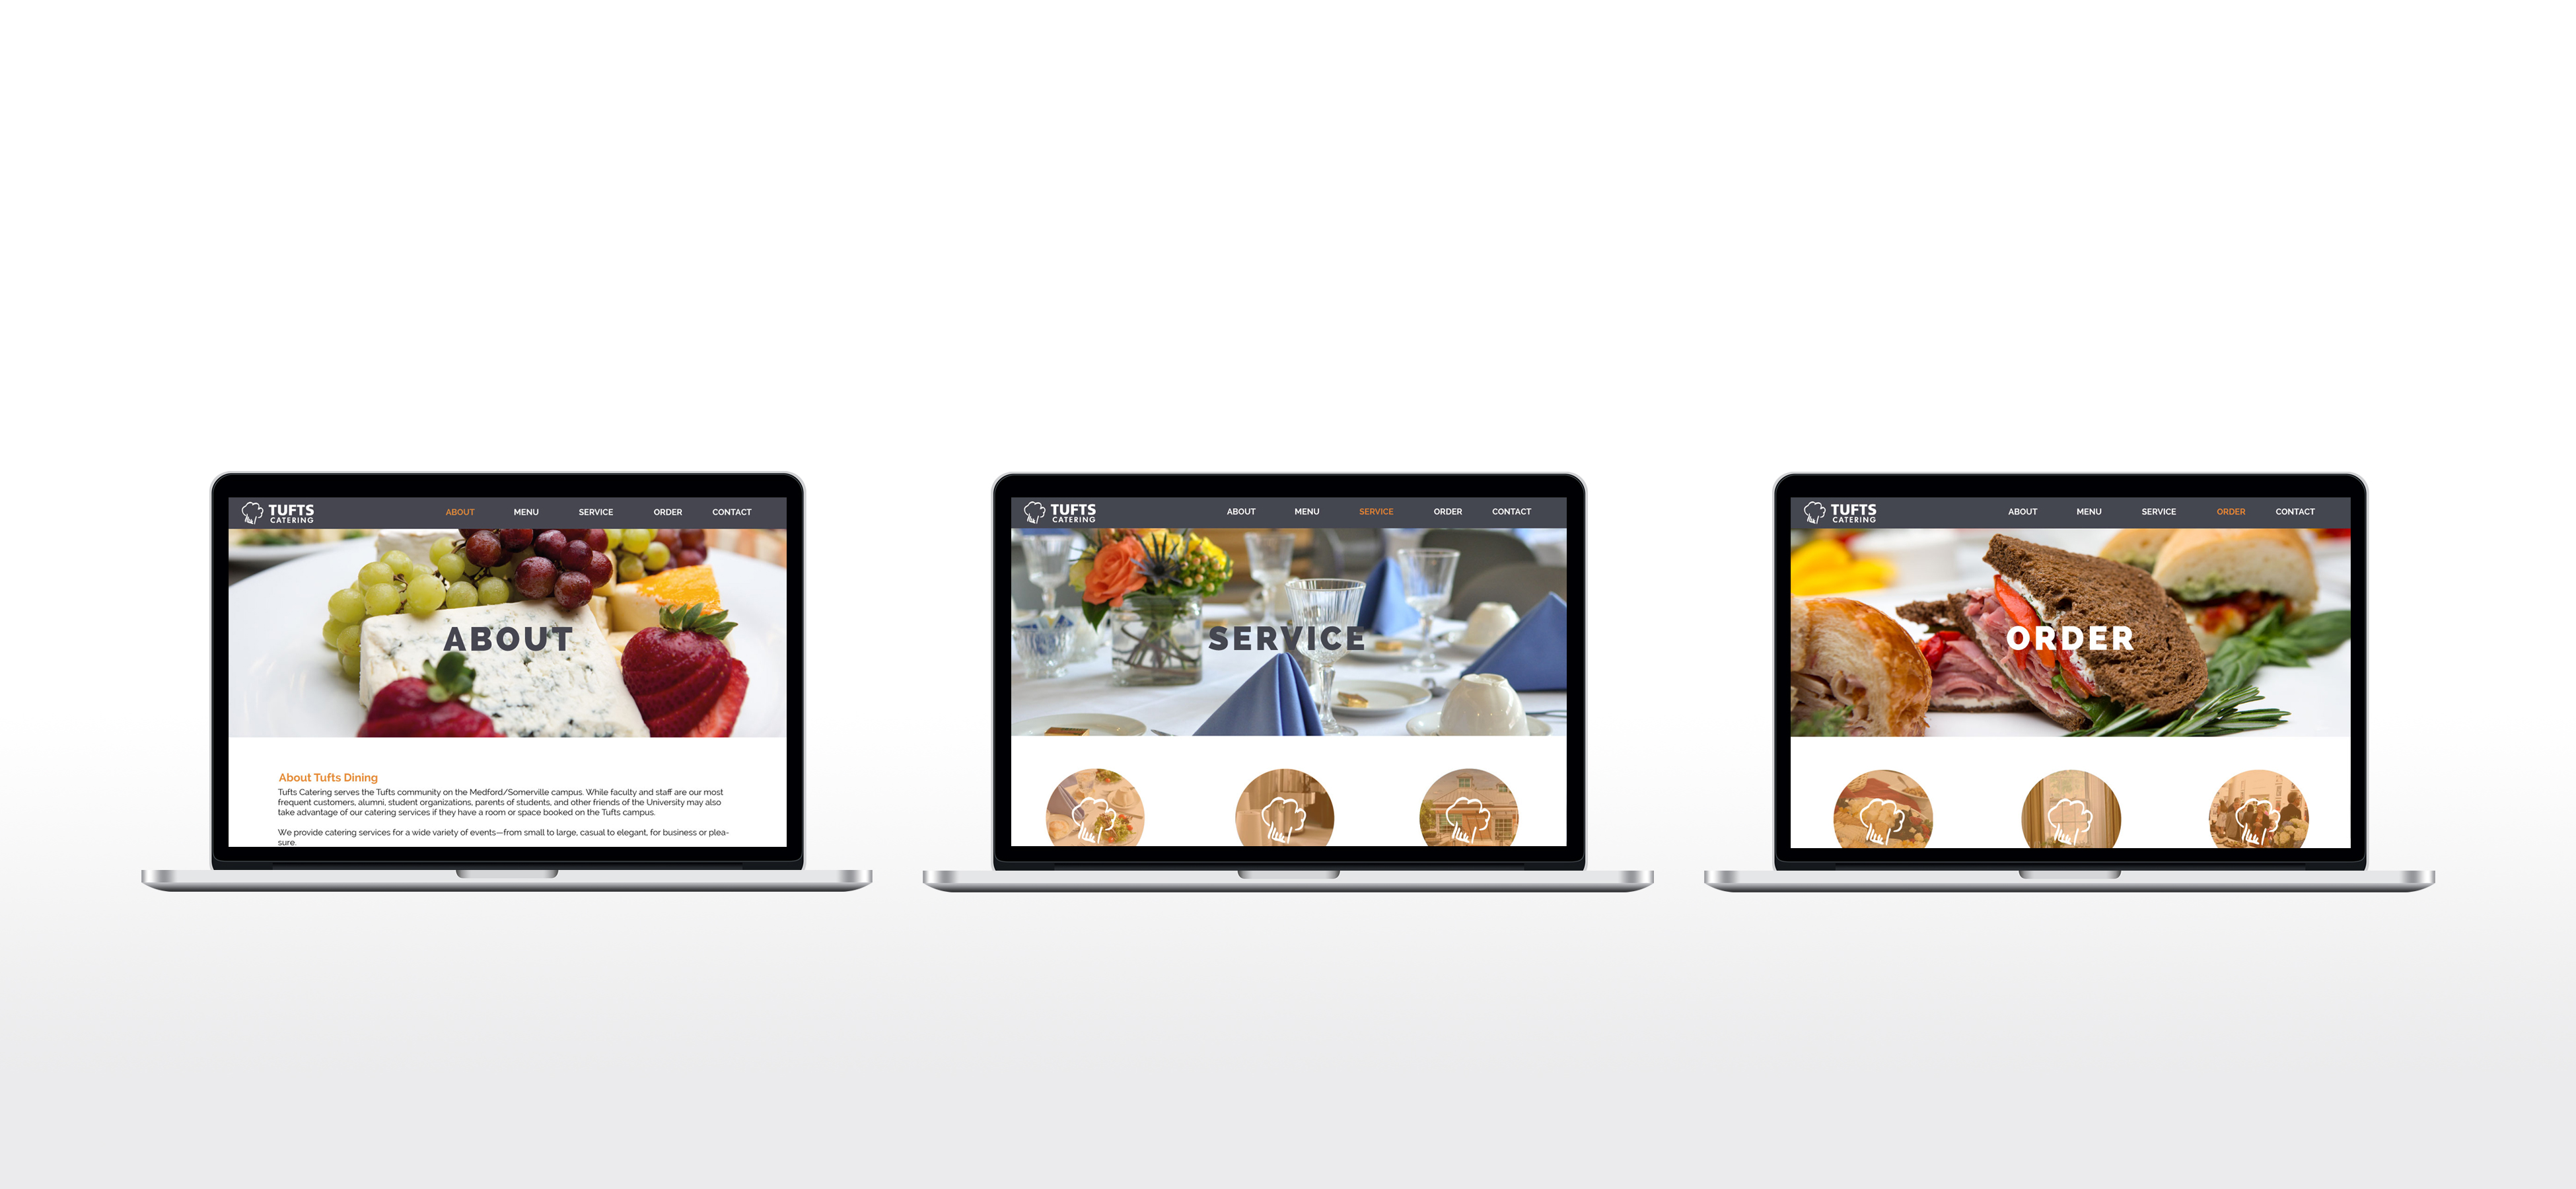 TUFTS
CATERING
ABOUT MENU SERVICE ORDER CONTACT
ABOUT
About Tufts Dining
Tufts Catering serves the Tufts community on the Medford/Somerville campus. While faculty and staff are our most
frequent customers, alumni, student organizations, parents of students, and other friends of the University may also
take advantage of our catering services if they have a room or space booked on the Tufts campus.
We provide catering services for a wide variety of events—from small to large, casual to elegant, for business or plea-
sure.
TUFTS
CATERING
ABOUT MENU SERVICE ORDER CONTACT
SERVICE
TUFTS
CATERING
ABOUT MENU SERVICE ORDER CONTACT
ORDER